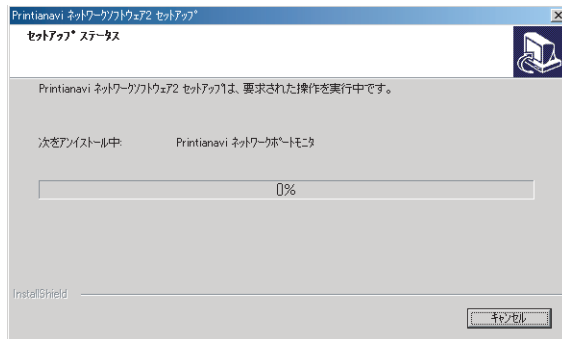 Printianavi ﾈｯﾄﾜｰｸｿﾌﾄｳｪｱ2 ｾｯﾄｱｯﾌﾟ
ｾｯﾄｱｯﾌﾟ ｽﾃｰﾀｽ
Printianavi ﾈｯﾄﾜｰｸｿﾌﾄｳｪｱ2 ｾｯﾄｱｯﾌﾟは、要求された操作を実行中です。
次をｱﾝｲﾝｽﾄｰﾙ中: Printianavi ﾈｯﾄﾜｰｸﾎﾟｰﾄﾓﾆﾀ
0%
InstallShield
ｷｬﾝｾﾙ